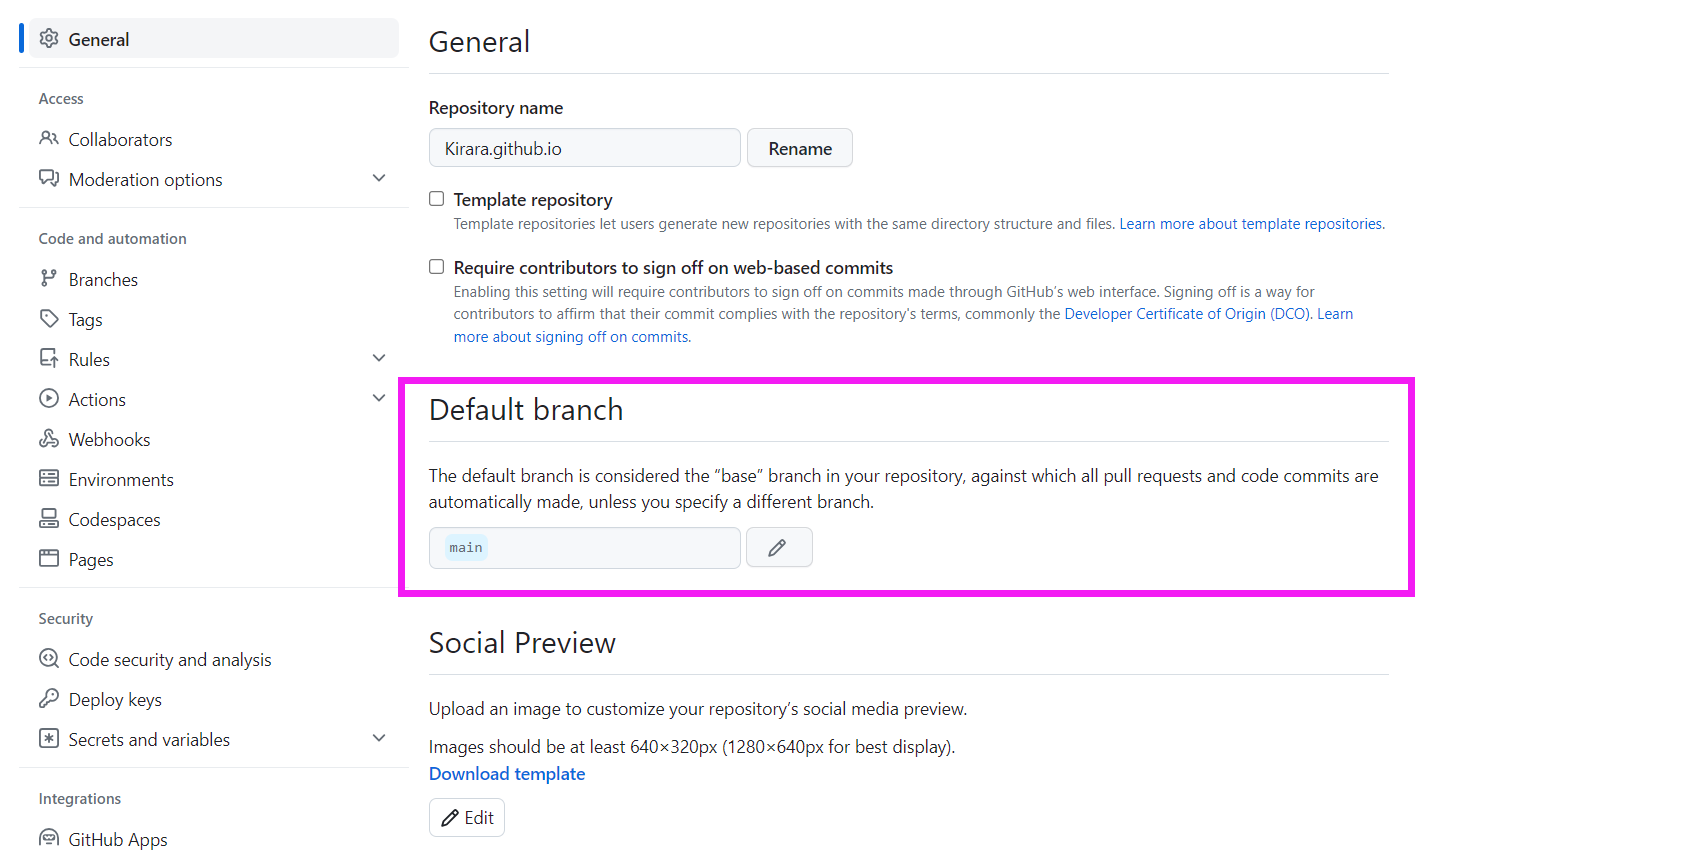 General
Access
Collaborators
Moderation options
Code and automation
Branches
Tags
Rules
Actions
Webhooks
Environments
Codespaces
Pages
Security
Code security and analysis
Deploy keys
Secrets and variables
Integrations
GitHub Apps
General
Repository name
Kirara.github.io
Rename
Template repository
Template repositories let users generate new repositories with the same directory structure and files. Learn more about template repositories.
Require contributors to sign off on web-based commits
Enabling this setting will require contributors to sign off on commits made through GitHub's web interface. Signing off is a way for
contributors to affirm that their commit complies with the repository's terms, commonly the Developer Certificate of Origin (DCO). Learn
more about signing off on commits.
Default branch
The default branch is considered the “base” branch in your repository, against which all pull requests and code commits are
automatically made, unless you specify a different branch.
main
Social Preview
Upload an image to customize your repository’s social media preview.
Images should be at least 640×320px (1280×640px for best display).
Download template
Edit